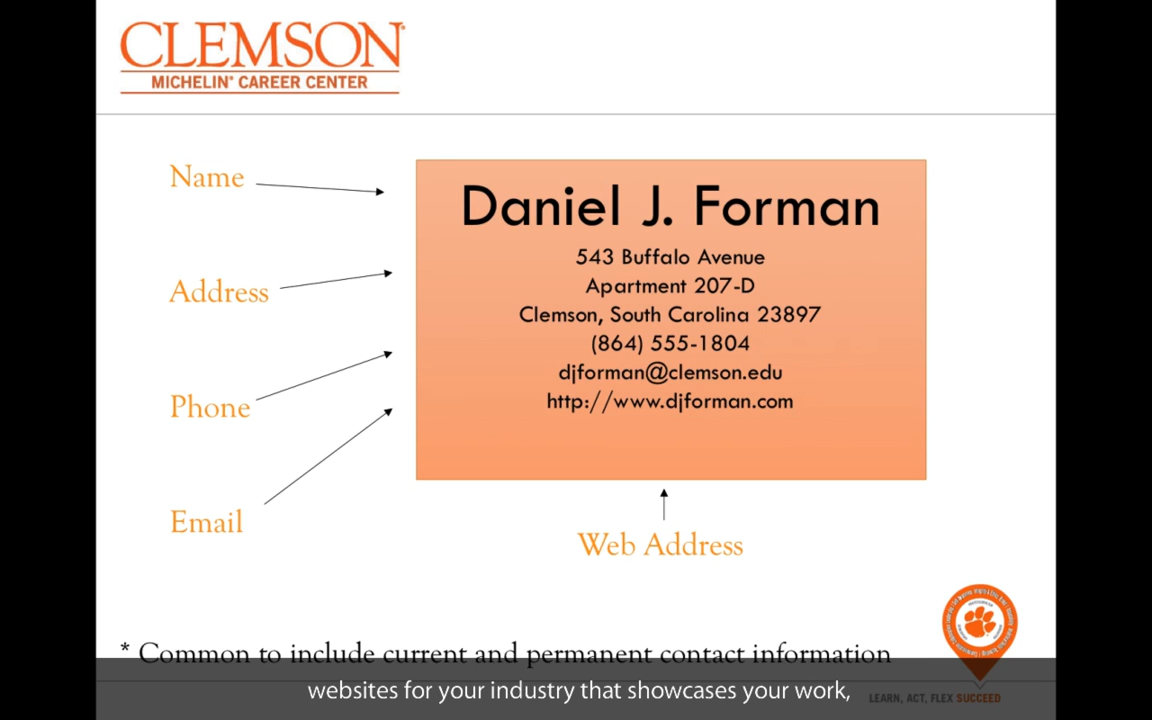 CLEMSON®
MICHELIN® CAREER CENTER
Name
Address
Phone
Email
Daniel J. Forman
543 Buffalo Avenue
Apartment 207-D
Clemson, South Carolina 23897
(864) 555-1804
djforman@clemson.edu
http://www.djforman.com
Web Address
* Common to include current and permanent contact information
websites for your industry that showcases your work,
LEARN, ACT, FLEX SUCCEED